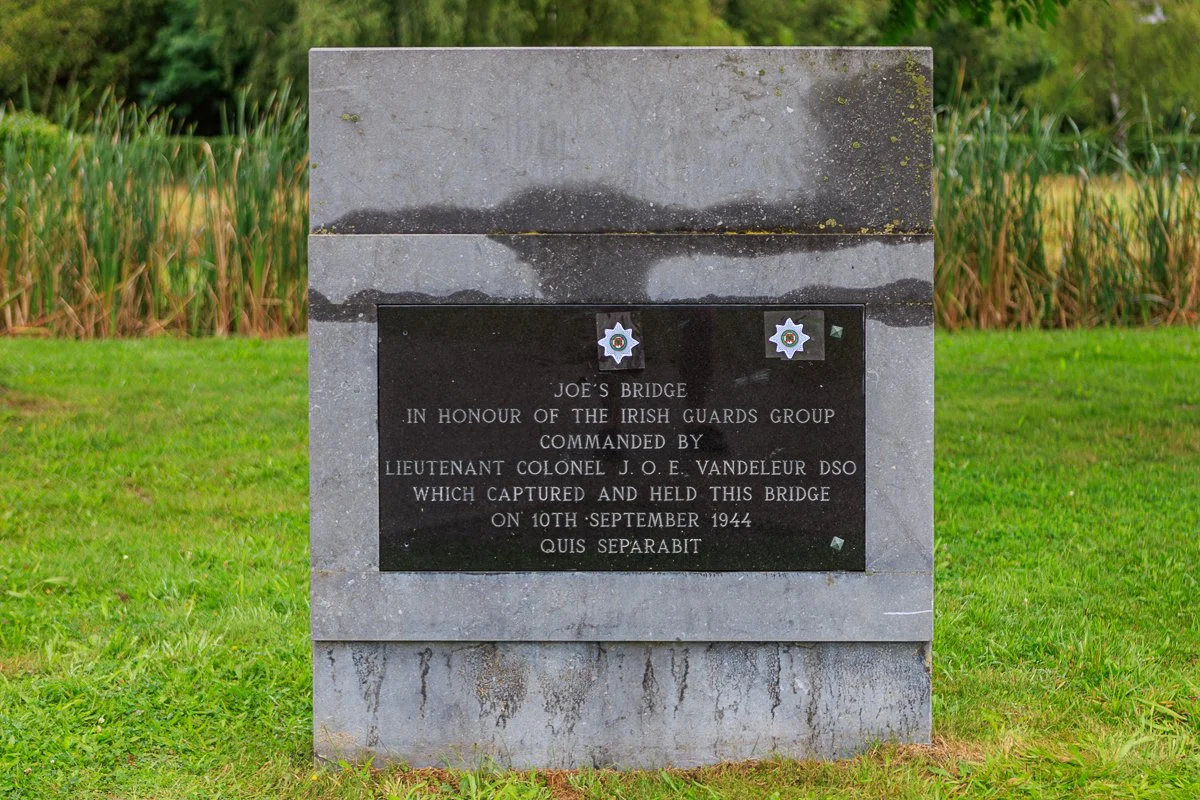 JOE'S BRIDGE
IN HONOUR OF THE IRISH GUARDS GROUP
COMMANDED BY
LIEUTENANT COLONEL J. O. E. VANDELEUR DSO
WHICH CAPTURED AND HELD THIS BRIDGE
ON 10TH SEPTEMBER 1944
QUIS SEPARABIT